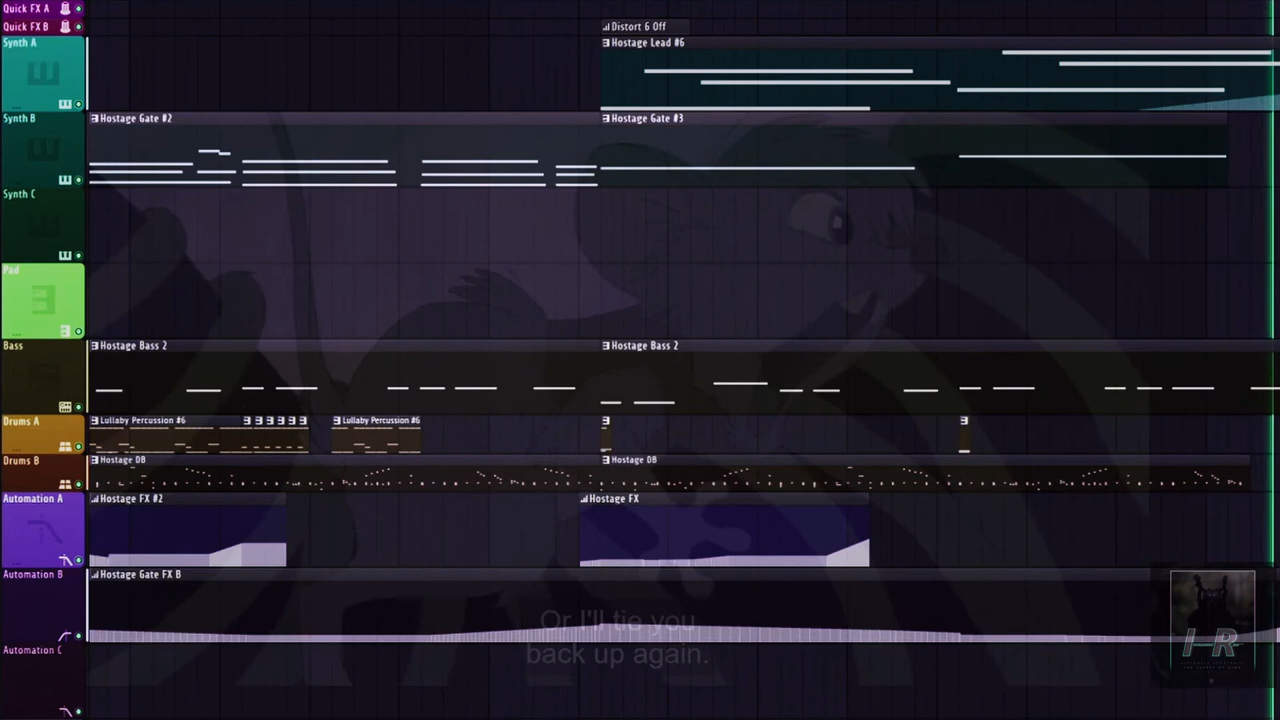 Quick FX A
Quick FX B
Distort 6 Off
Synth A
Hostage Lead #6
Synth B
Hostage Gate #2
Hostage Gate #3
Synth C
Pad
Bass
Hostage Bass 2
Hostage Bass 2
Drums A
Lullaby Percussion #6
Lullaby Percussion #6
Drums B
Hostage DB
Hostage DB
Automation A
Hostage FX #2
Hostage FX
Automation B
Hostage Gate FX B
Or I'll tie you
back up again.
I-R
Automation C